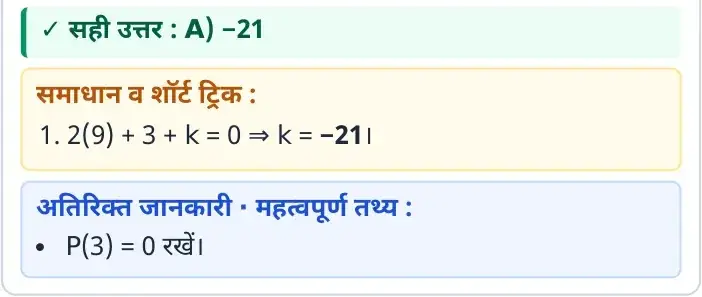 ✓ सही उत्तर : A) −21
समाधान व शॉर्ट ट्रिक :
1. 2(9) + 3 + k = 0 ⇒ k = −21।
अतिरिक्त जानकारी · महत्वपूर्ण तथ्य :
• P(3) = 0 रखें।